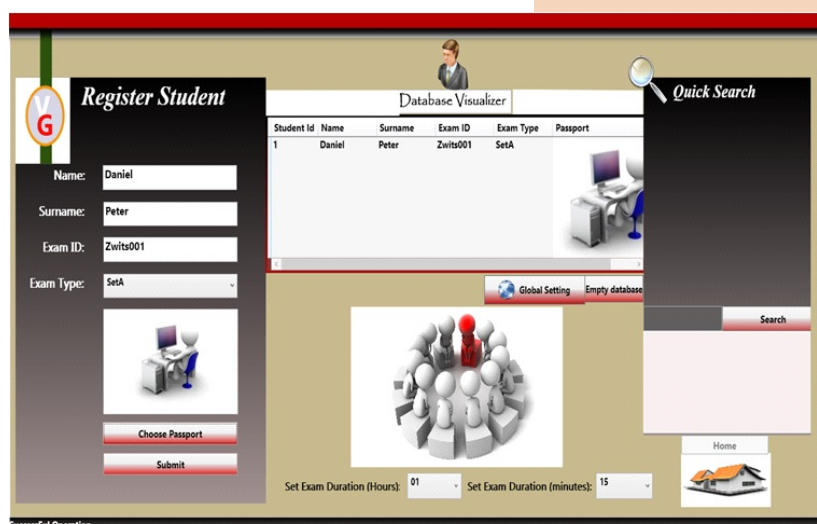 VG
Register Student
Name: Daniel
Surname: Peter
Exam ID: Zwits001
Exam Type: SetA
Choose Passport
Submit
Database Visualizer
Student Id Name Surname Exam ID Exam Type Passport
1 Daniel Peter Zwits001 SetA
Global Setting Empty database
Set Exam Duration (Hours): 01 Set Exam Duration (minutes): 15
Quick Search
Search
Home
Successful Operation